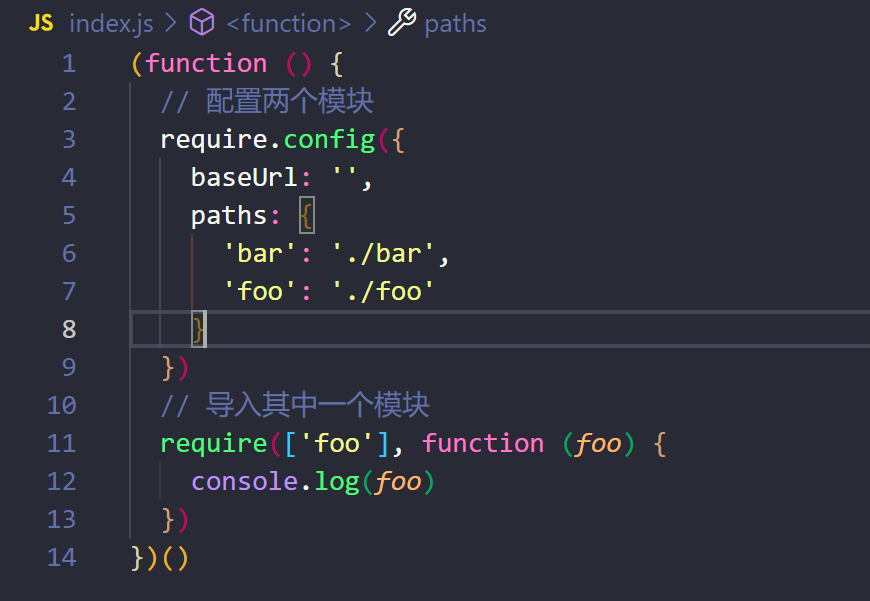 JS index.js > <function> > paths
1 (function () {
2 // 配置两个模块
3 require.config({
4 baseUrl: '',
5 paths: {
6 'bar': './bar',
7 'foo': './foo'
8 }
9 })
10 // 导入其中一个模块
11 require(['foo'], function (foo) {
12 console.log(foo)
13 })
14 })()